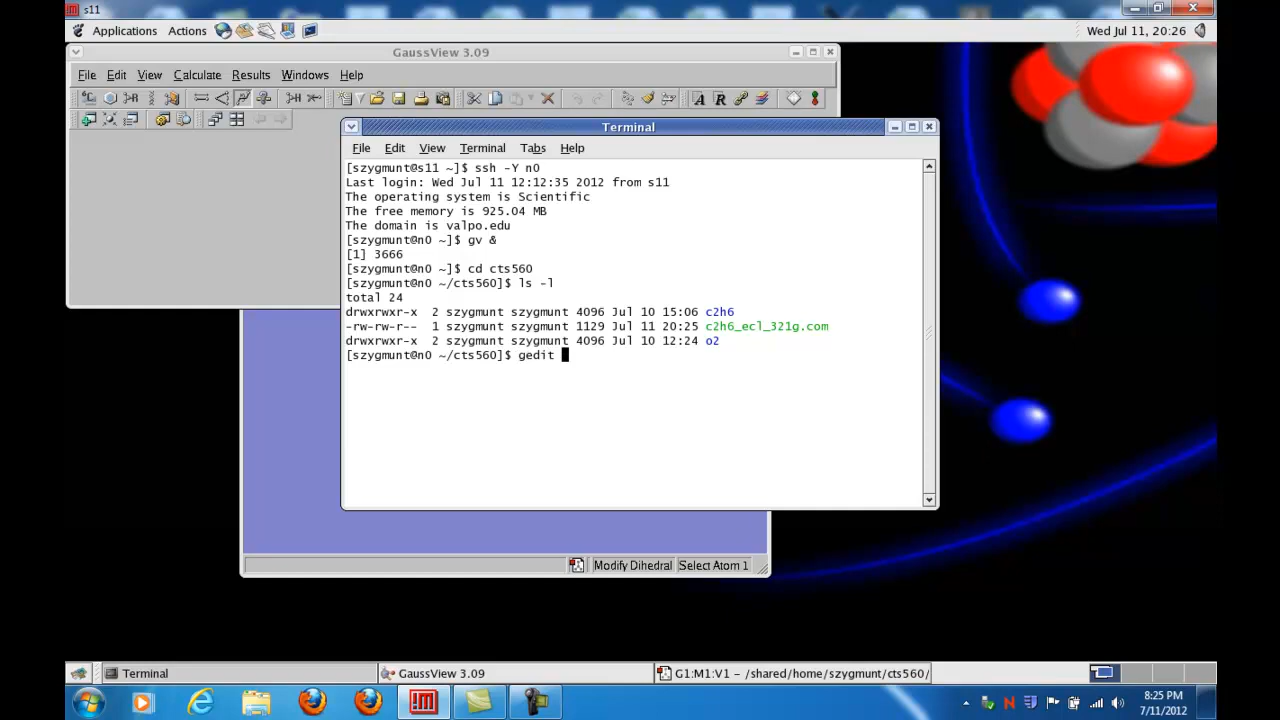 s11
Applications Actions
Wed Jul 11, 20:26
GaussView 3.09
File Edit View Calculate Results Windows Help
A R
Terminal
File Edit View Terminal Tabs Help
[szygmunt@s11 ~]$ ssh -Y n0
Last login: Wed Jul 11 12:12:35 2012 from s11
The operating system is Scientific
The free memory is 925.04 MB
The domain is valpo.edu
[szygmunt@n0 ~]$ gv &
[1] 3666
[szygmunt@n0 ~]$ cd cts560
[szygmunt@n0 ~/cts560]$ ls -l
total 24
drwxrwxr-x 2 szygmunt szygmunt 4096 Jul 10 15:06 c2h6
-rw-rw-r-- 1 szygmunt szygmunt 1129 Jul 11 20:25 c2h6_ecl_321g.com
drwxrwxr-x 2 szygmunt szygmunt 4096 Jul 10 12:24 o2
[szygmunt@n0 ~/cts560]$ gedit
Modify Dihedral Select Atom 1
Terminal
GaussView 3.09
G1:M1:V1 - /shared/home/szygmunt/cts560/
8:25 PM
7/11/2012